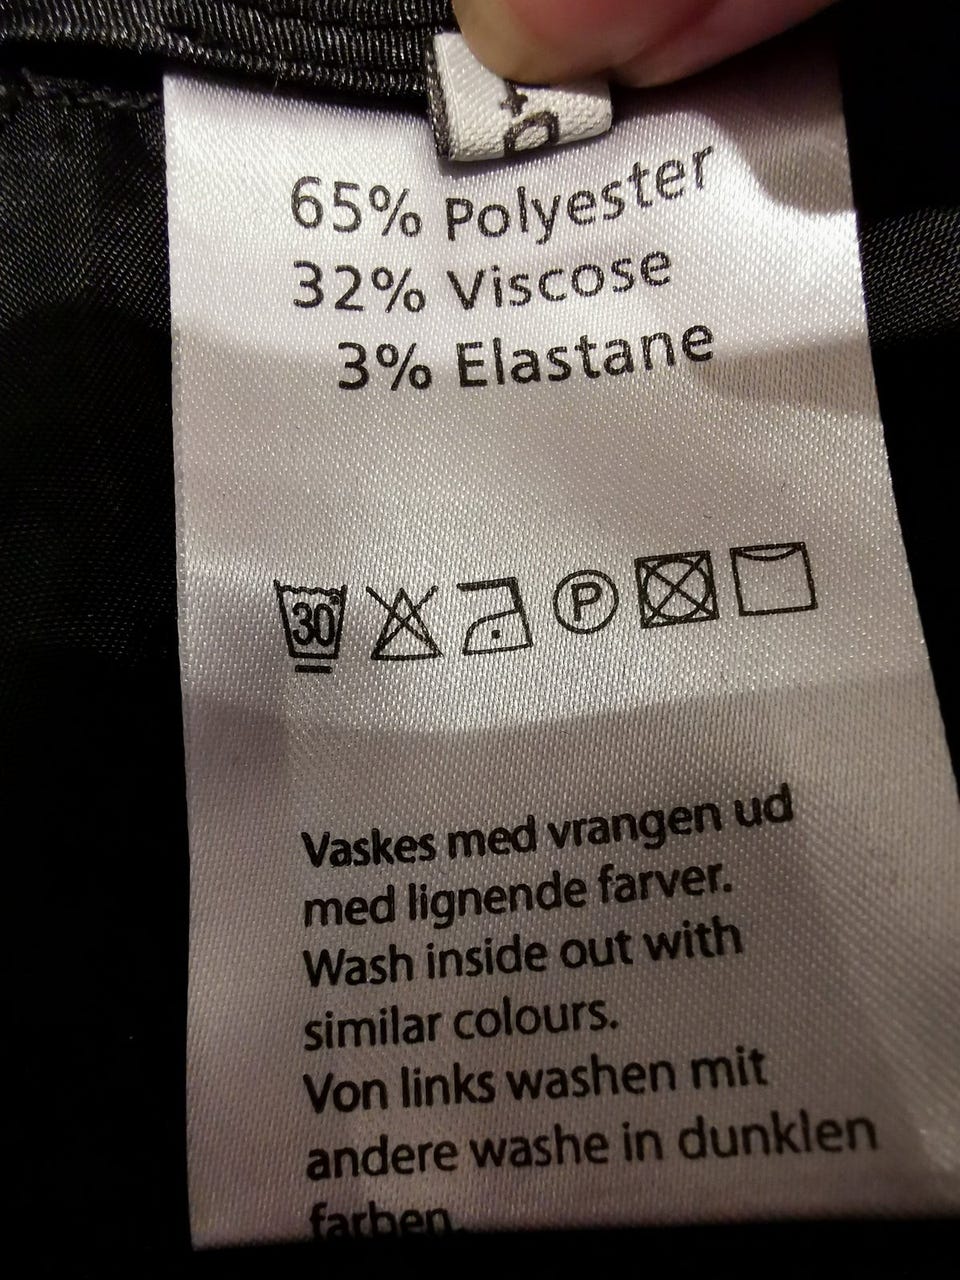 65% Polyester
32% Viscose
3% Elastane
30°
P
Vaskes med vrangen ud
med lignende farver.
Wash inside out with
similar colours.
Von links washen mit
andere washe in dunklen
farben.